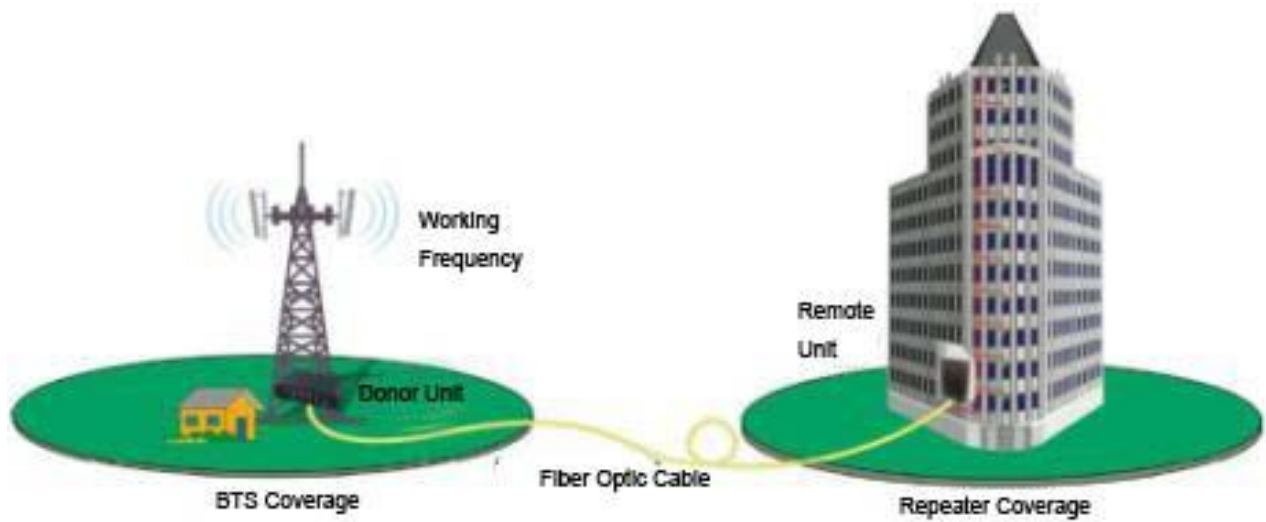 Working
Frequency
Remote
Unit
Donor Unit
Fiber Optic Cable
BTS Coverage
Repeater Coverage